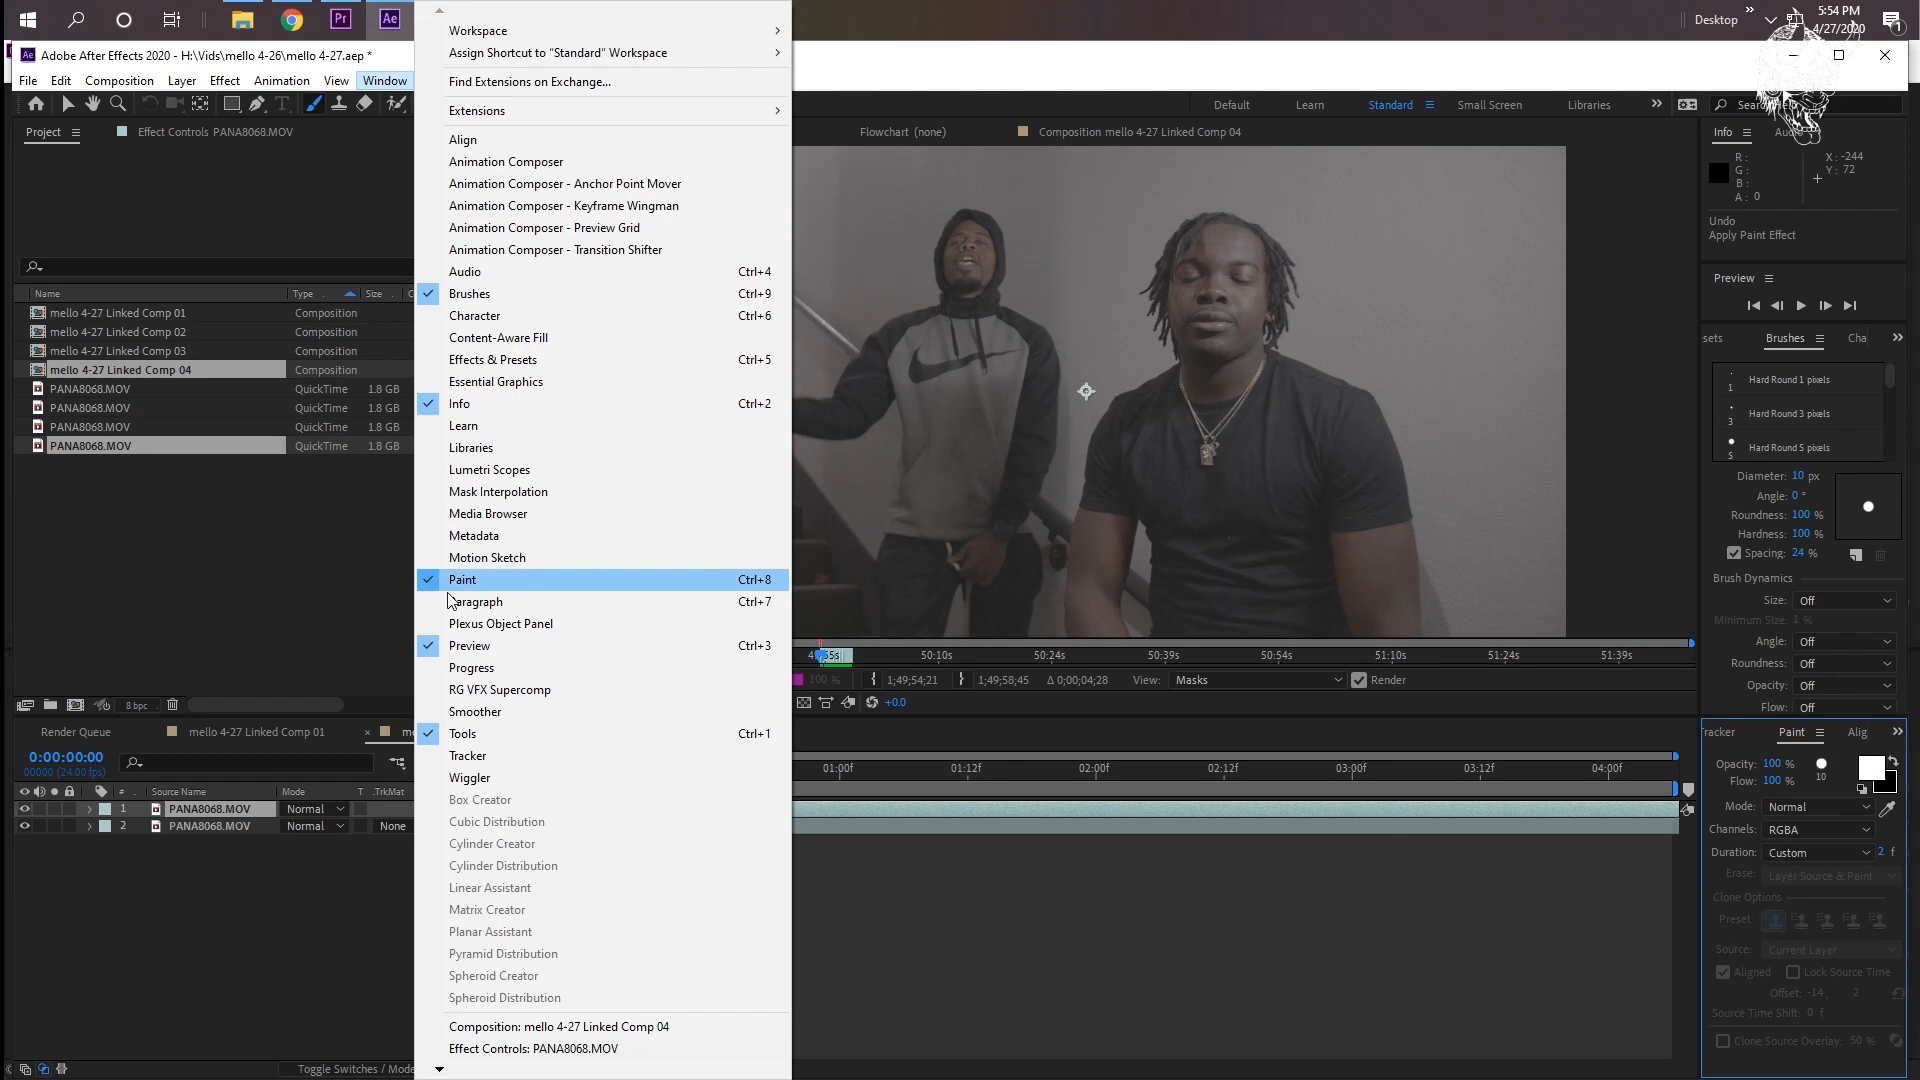 Desktop
5:54 PM
4/27/2020
1
Adobe After Effects 2020 - H:\Vids\mello 4-26\mello 4-27.aep *
File Edit Composition Layer Effect Animation View Window
Default Learn Standard Small Screen Libraries
Project
Effect Controls PANA8068.MOV
Name Type Size
mello 4-27 Linked Comp 01 Composition
mello 4-27 Linked Comp 02 Composition
mello 4-27 Linked Comp 03 Composition
mello 4-27 Linked Comp 04 Composition
PANA8068.MOV QuickTime 1.8 GB
PANA8068.MOV QuickTime 1.8 GB
PANA8068.MOV QuickTime 1.8 GB
PANA8068.MOV QuickTime 1.8 GB
8 bpc
Workspace
Assign Shortcut to “Standard” Workspace
Find Extensions on Exchange...
Extensions
Align
Animation Composer
Animation Composer - Anchor Point Mover
Animation Composer - Keyframe Wingman
Animation Composer - Preview Grid
Animation Composer - Transition Shifter
Audio Ctrl+4
Brushes Ctrl+9
Character Ctrl+6
Content-Aware Fill
Effects & Presets Ctrl+5
Essential Graphics
Info Ctrl+2
Learn
Libraries
Lumetri Scopes
Mask Interpolation
Media Browser
Metadata
Motion Sketch
Paint Ctrl+8
Paragraph Ctrl+7
Plexus Object Panel
Preview Ctrl+3
Progress
RG VFX Supercomp
Smoother
Tools Ctrl+1
Tracker
Wiggler
Box Creator
Cubic Distribution
Cylinder Creator
Cylinder Distribution
Linear Assistant
Matrix Creator
Planar Assistant
Pyramid Distribution
Spheroid Creator
Spheroid Distribution
Composition: mello 4-27 Linked Comp 04
Effect Controls: PANA8068.MOV
Flowchart (none)
Composition mello 4-27 Linked Comp 04
50:10s 50:24s 50:39s 50:54s 51:10s 51:24s 51:39s
100 % 1;49;54;21 1;49;58;45 Δ 0;00;04;28 View: Masks Render
+0.0
Info
R :
G :
B :
A : 0
X : -244
Y : 72
Undo
Apply Paint Effect
Preview
sets Brushes Cha
1 Hard Round 1 pixels
3 Hard Round 3 pixels
5 Hard Round 5 pixels
Diameter: 10 px
Angle: 0 °
Roundness: 100 %
Hardness: 100 %
Spacing: 24 %
Brush Dynamics
Size: Off
Minimum Size: 1 %
Angle: Off
Roundness: Off
Opacity: Off
Flow: Off
racker Paint Alig
Opacity: 100 %
Flow: 100 %
10
Mode: Normal
Channels: RGBA
Duration: Custom 2 f
Erase: Layer Source & Paint
Clone Options
Preset:
Source: Current Layer
Aligned Lock Source Time
Offset: -14 , 2
Source Time Shift: 0 f
Clone Source Overlay: 50 %
Render Queue mello 4-27 Linked Comp 01 × me
0:00:00:00
00000 (24.00 fps)
# Source Name Mode T .TrkMat
1 PANA8068.MOV Normal
2 PANA8068.MOV Normal None
01:00f 01:12f 02:00f 02:12f 03:00f 03:12f 04:00f
Toggle Switches / Mode